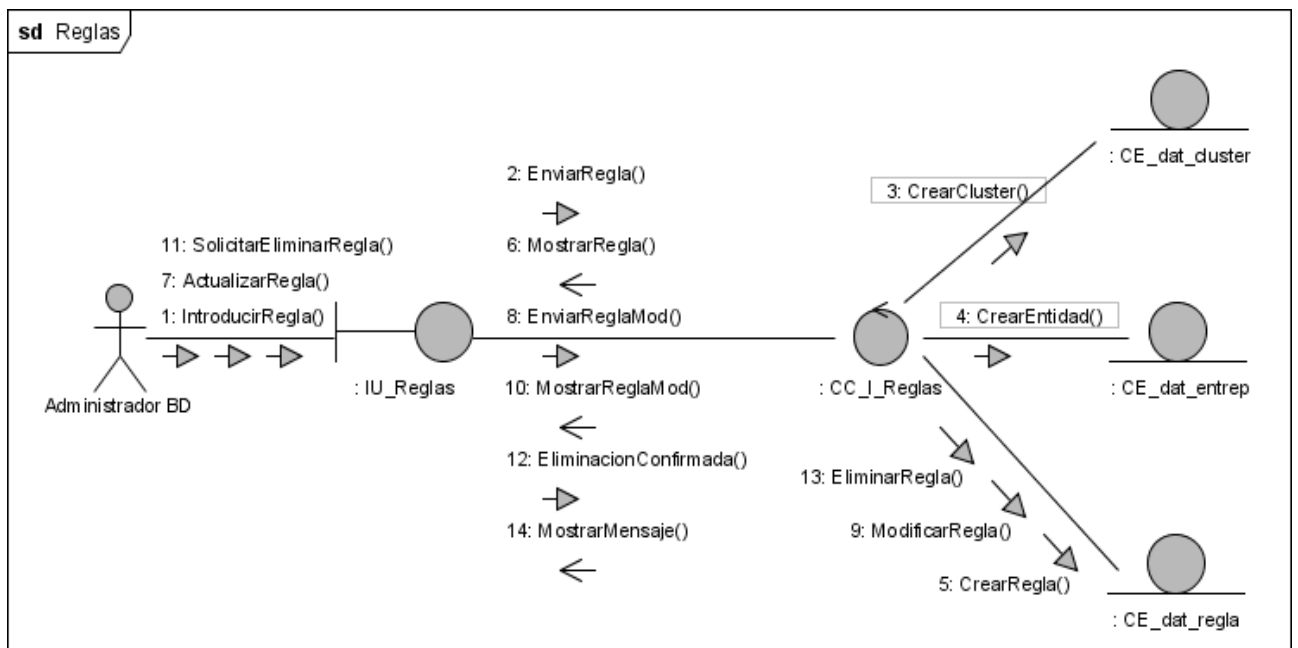 sd Reglas
: CE_dat_cluster
2: EnviarRegla()
3: CrearCluster()
11: SolicitarEliminarRegla()
6: MostrarRegla()
7: ActualizarRegla()
1: IntroducirRegla()
8: EnviarReglaMod()
4: CrearEntidad()
: IU_Reglas
10: MostrarReglaMod()
: CC_I_Reglas
: CE_dat_entrep
Administrador BD
12: EliminacionConfirmada()
13: EliminarRegla()
14: MostrarMensaje()
9: ModificarRegla()
5: CrearRegla()
: CE_dat_regla